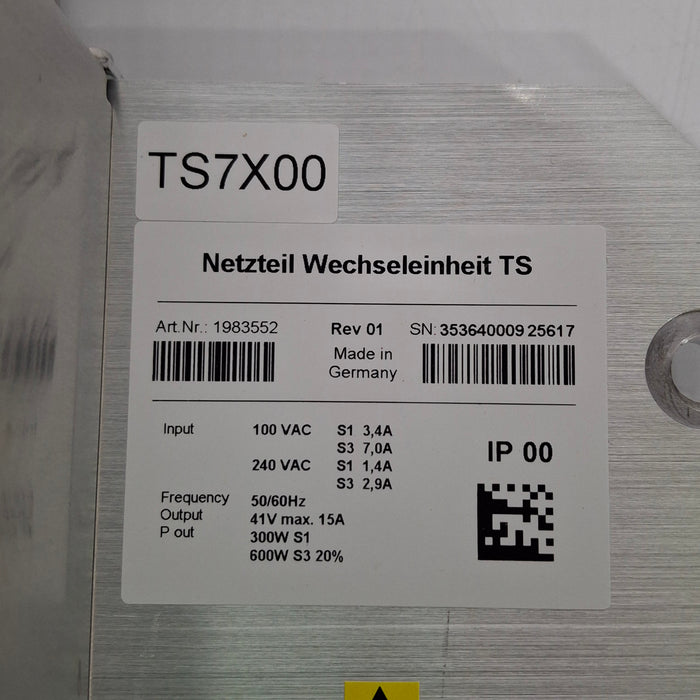 TS7X00
Netzteil Wechseleinheit TS
Art.Nr.: 1983552 Rev 01 SN: 35364000925617
Made in
Germany
Input 100 VAC S1 3,4A
S3 7,0A
240 VAC S1 1,4A
S3 2,9A
IP 00
Frequency 50/60Hz
Output 41V max. 15A
P out 300W S1
600W S3 20%